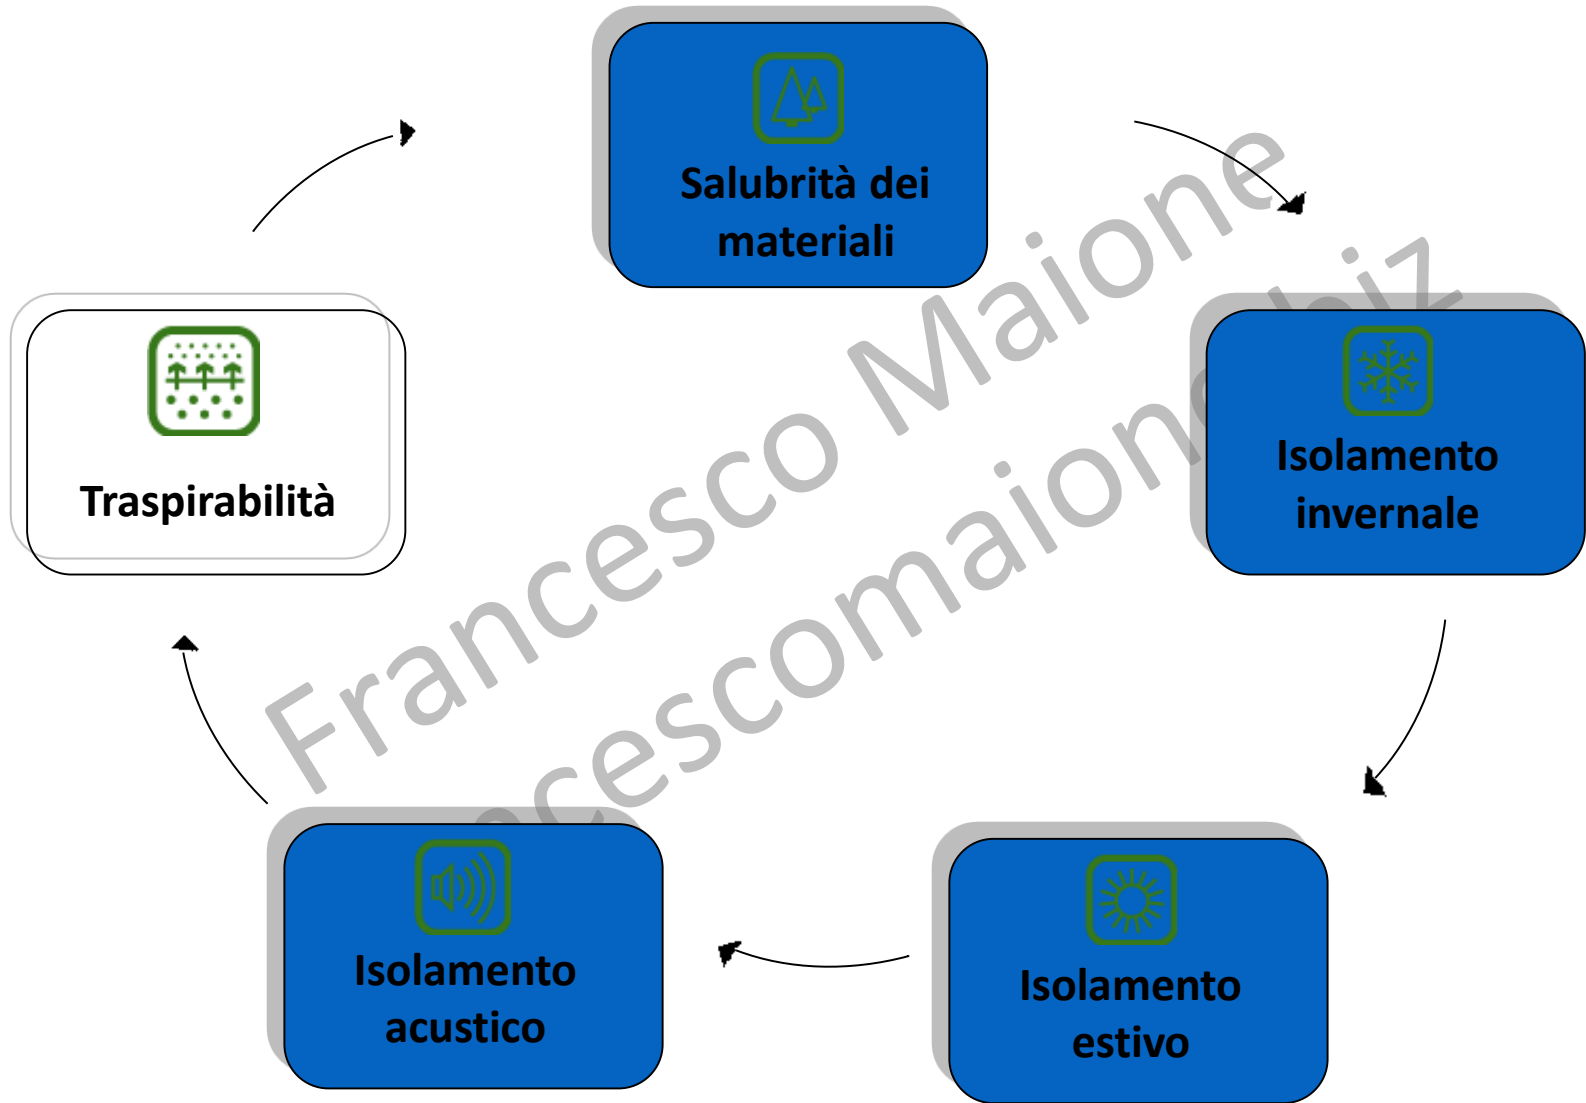 Salubrità dei
materiali
Isolamento
invernale
Isolamento
estivo
Isolamento
acustico
Traspirabilità
Francesco Maione